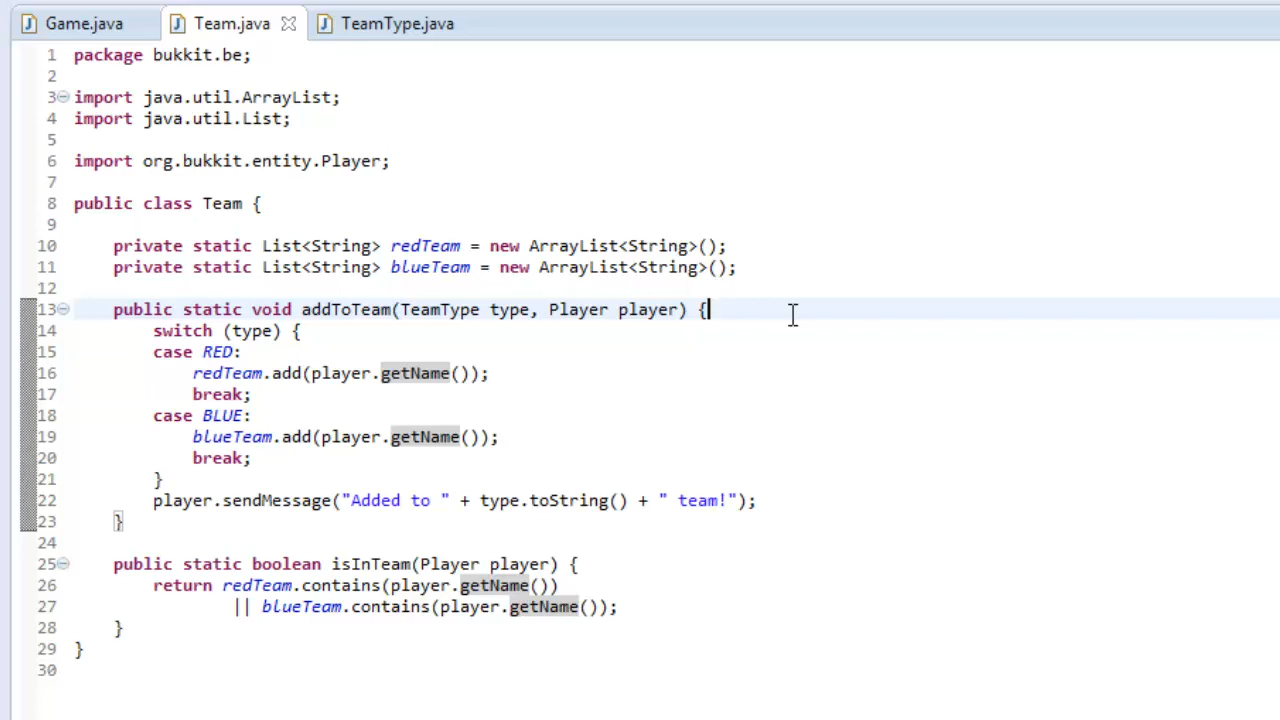 Game.java Team.java TeamType.java
1 package bukkit.be;
2
3 import java.util.ArrayList;
4 import java.util.List;
5
6 import org.bukkit.entity.Player;
7
8 public class Team {
9
10 private static List<String> redTeam = new ArrayList<String>();
11 private static List<String> blueTeam = new ArrayList<String>();
12
13 public static void addToTeam(TeamType type, Player player) {
14 switch (type) {
15 case RED:
16 redTeam.add(player.getName());
17 break;
18 case BLUE:
19 blueTeam.add(player.getName());
20 break;
21 }
22 player.sendMessage("Added to " + type.toString() + " team!");
23 }
24
25 public static boolean isInTeam(Player player) {
26 return redTeam.contains(player.getName())
27 || blueTeam.contains(player.getName());
28 }
29 }
30